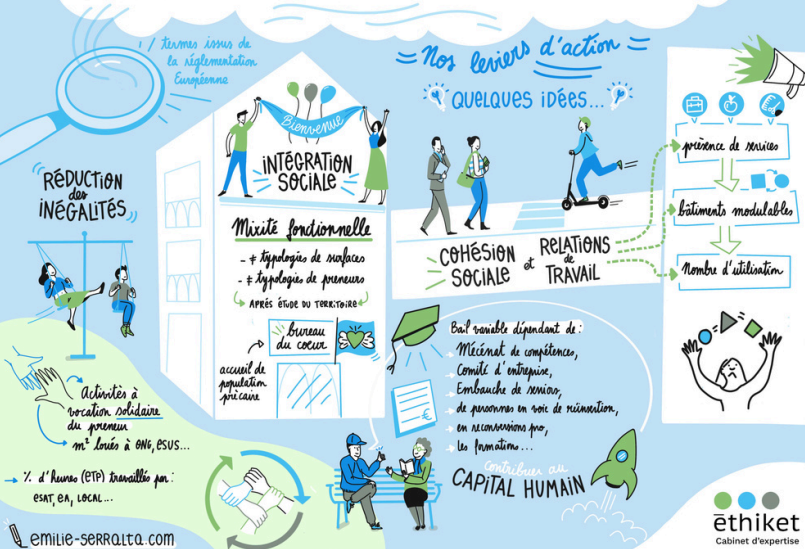 1/ termes issus de
la réglementation
Européenne
= Nos leviers d'action =
QUELQUES iDÉES...
Bienvenue
iNTÉGRATION
SOCiALE
Mixité fonctionnelle
- ≠ typologies de surfaces
- ≠ typologies de preneurs
APRÈS ÉTUDE DU TERRiTOiRE
bureau
du coeur
accueil de
population
précaire
"RÉDUCTiON
des
iNÉGALiTÉS"
Activités à
vocation solidaire
du preneur
m² loués à ONG, ESUS...
→ % d'heures (ETP) travaillés par :
ESAT, EA, LOCAL...
COHÉSiON
SOCiALE et RELATiONS
de
TRAVAiL
présence de services
bâtiments modulables
Nombre d'utilisation
Bail variable dépendant de :
Mécénat de compétences,
Comité d'entreprise,
Embauche de seniors,
de personnes en voie de réinsertion,
en reconversions pro,
les formations...
contribuer au
CAPiTAL HUMAiN
emilie-serralta.com
ēthiket
Cabinet d'expertise